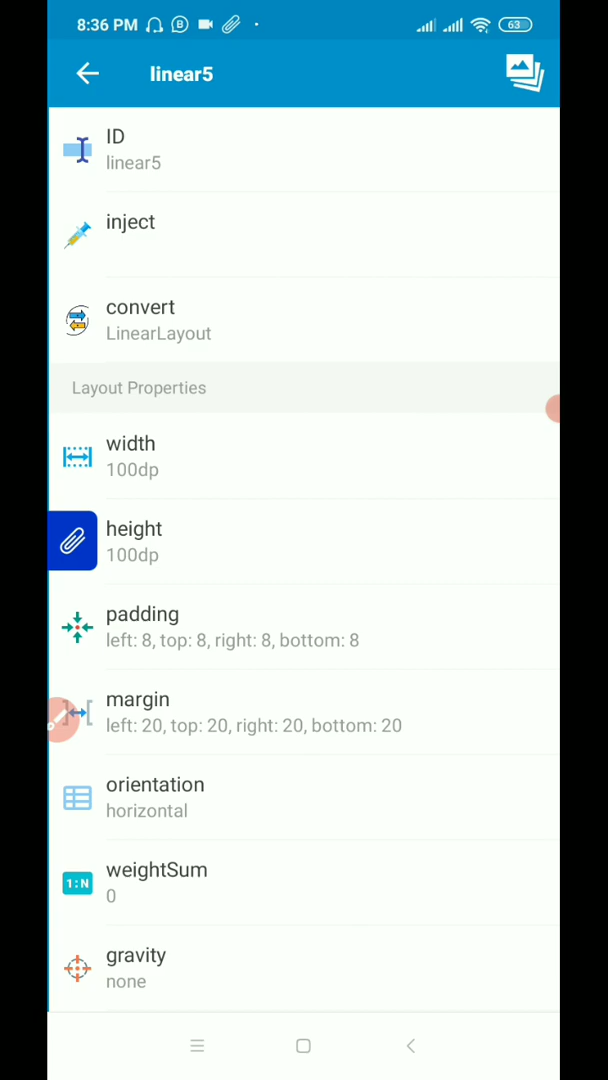 8:36 PM
B
63
linear5
ID
linear5
inject
convert
LinearLayout
Layout Properties
width
100dp
height
100dp
padding
left: 8, top: 8, right: 8, bottom: 8
margin
left: 20, top: 20, right: 20, bottom: 20
orientation
horizontal
weightSum
1:N
0
gravity
none